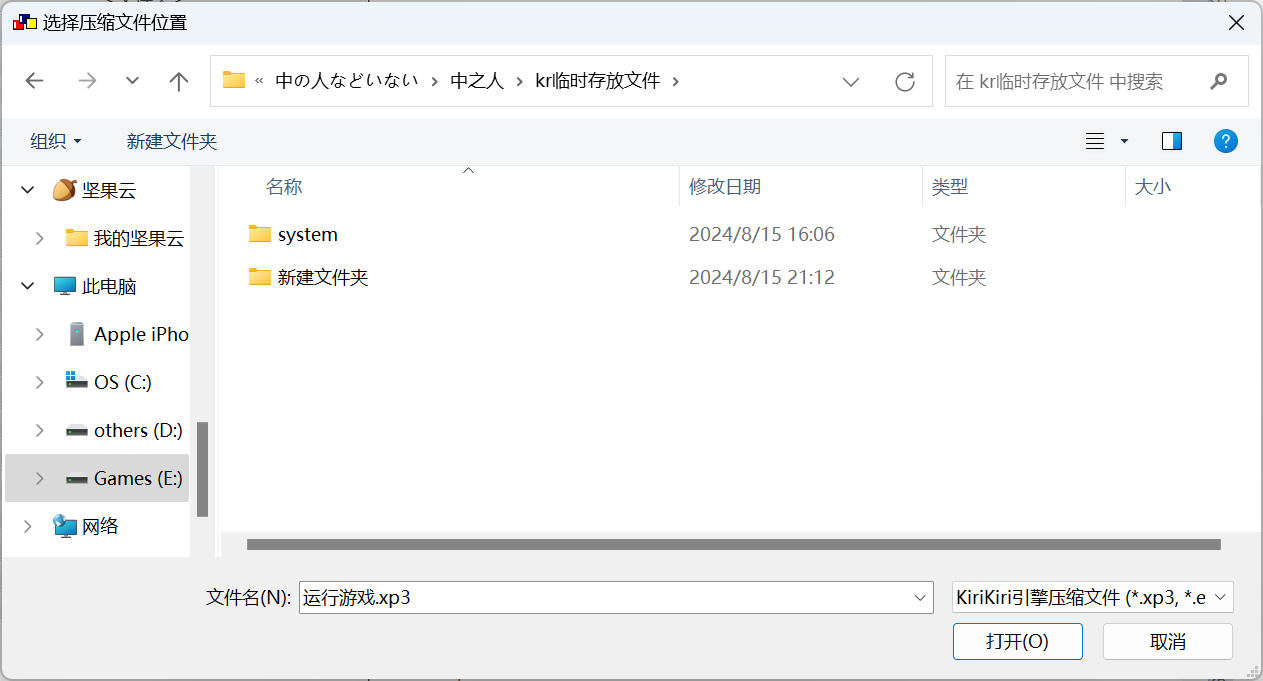 选择压缩文件位置
« 中の人などいない › 中之人 › kr临时存放文件 ›
在 kr临时存放文件 中搜索
组织
新建文件夹
名称 修改日期 类型 大小
坚果云
我的坚果云
此电脑
Apple iPho
OS (C:)
others (D:)
Games (E:)
网络
system 2024/8/15 16:06 文件夹
新建文件夹 2024/8/15 21:12 文件夹
文件名(N): 运行游戏.xp3
KiriKiri引擎压缩文件 (*.xp3, *.e
打开(O)
取消